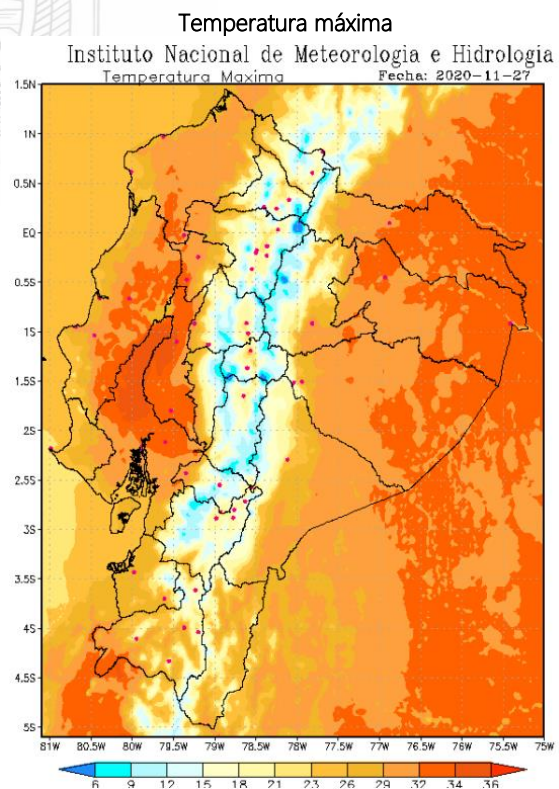 Temperatura máxima
Instituto Nacional de Meteorologia e Hidrologia
Temperatura Maxima Fecha: 2020-11-27
1.5N
1N
0.5N
EQ
0.5S
1S
1.5S
2S
2.5S
3S
3.5S
4S
4.5S
5S
81W 80.5W 80W 79.5W 79W 78.5W 78W 77.5W 77W 76.5W 76W 75.5W 75W
6 9 12 15 18 21 23 26 29 32 34 36